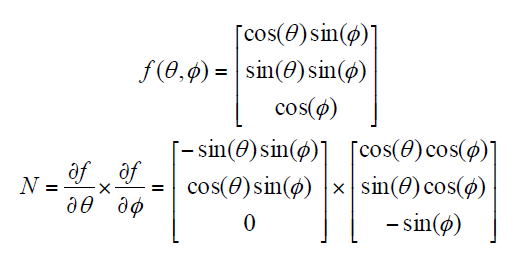 f(θ,ϕ) = [cos(θ)sin(ϕ)
sin(θ)sin(ϕ)
cos(ϕ)]
N = ∂f/∂θ × ∂f/∂ϕ = [−sin(θ)sin(ϕ)
cos(θ)sin(ϕ)
0] × [cos(θ)cos(ϕ)
sin(θ)cos(ϕ)
−sin(ϕ)]